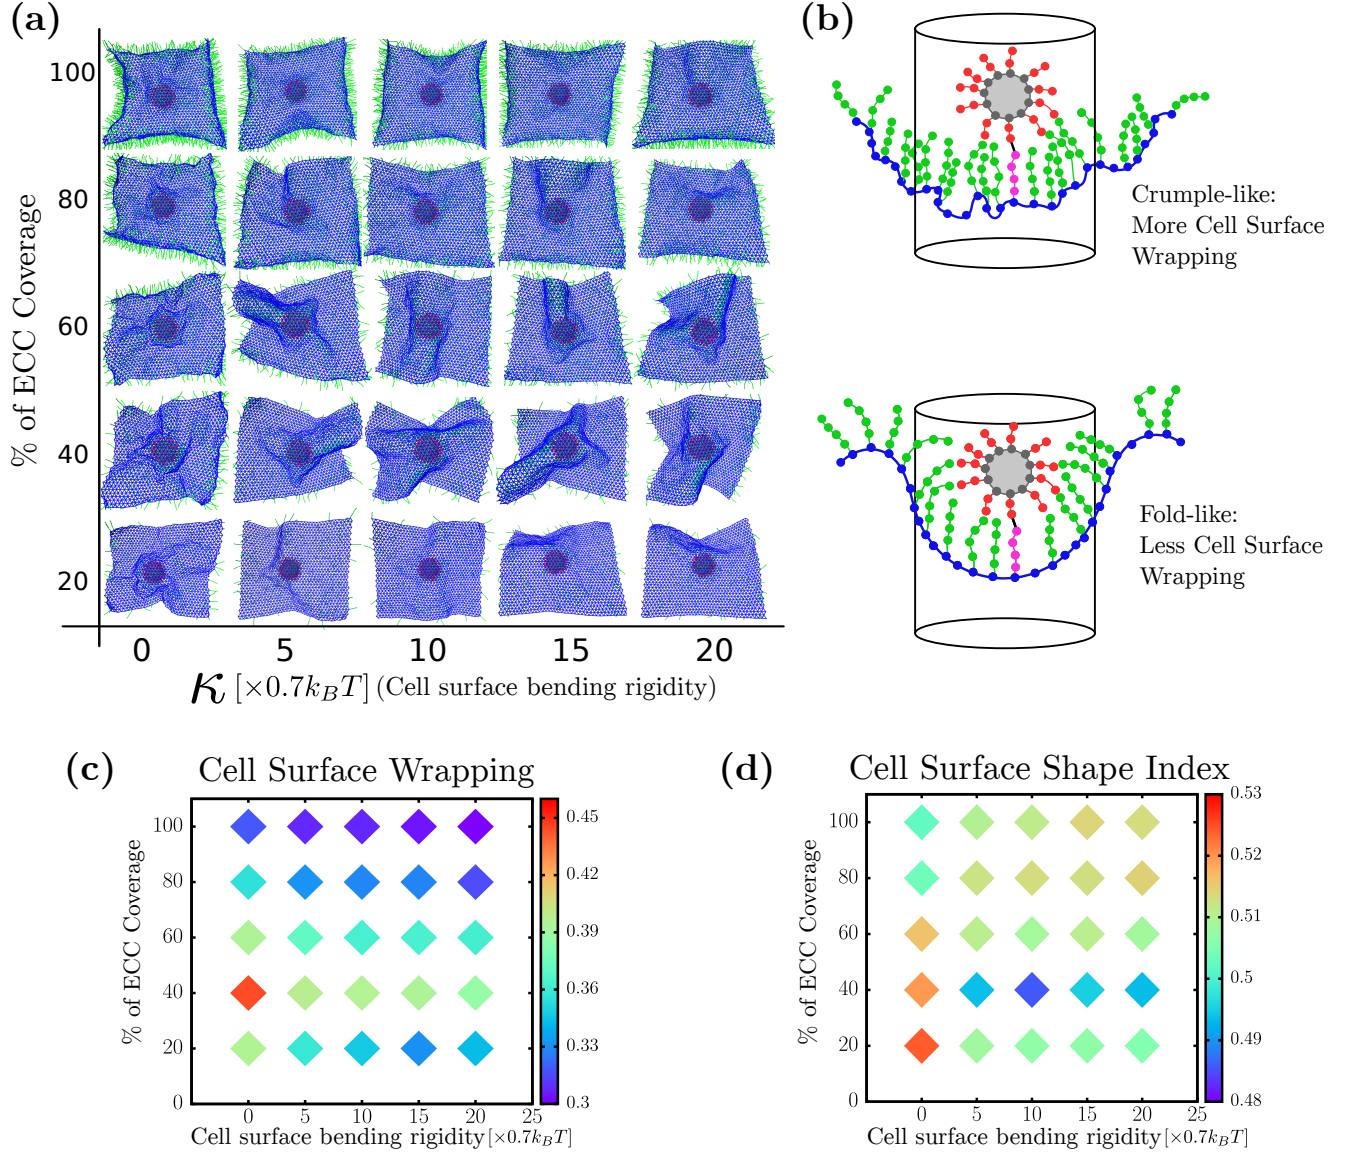 (a)
% of ECC Coverage
100
80
60
40
20
0 5 10 15 20
κ [×0.7k_BT] (Cell surface bending rigidity)
(b)
Crumple-like:
More Cell Surface
Wrapping
Fold-like:
Less Cell Surface
Wrapping
(c)
Cell Surface Wrapping
% of ECC Coverage
100
80
60
40
20
0
0 5 10 15 20 25
Cell surface bending rigidity [×0.7k_BT]
0.45
0.42
0.39
0.36
0.33
0.3
(d)
Cell Surface Shape Index
% of ECC Coverage
100
80
60
40
20
0
0 5 10 15 20 25
Cell surface bending rigidity [×0.7k_BT]
0.53
0.52
0.51
0.5
0.49
0.48